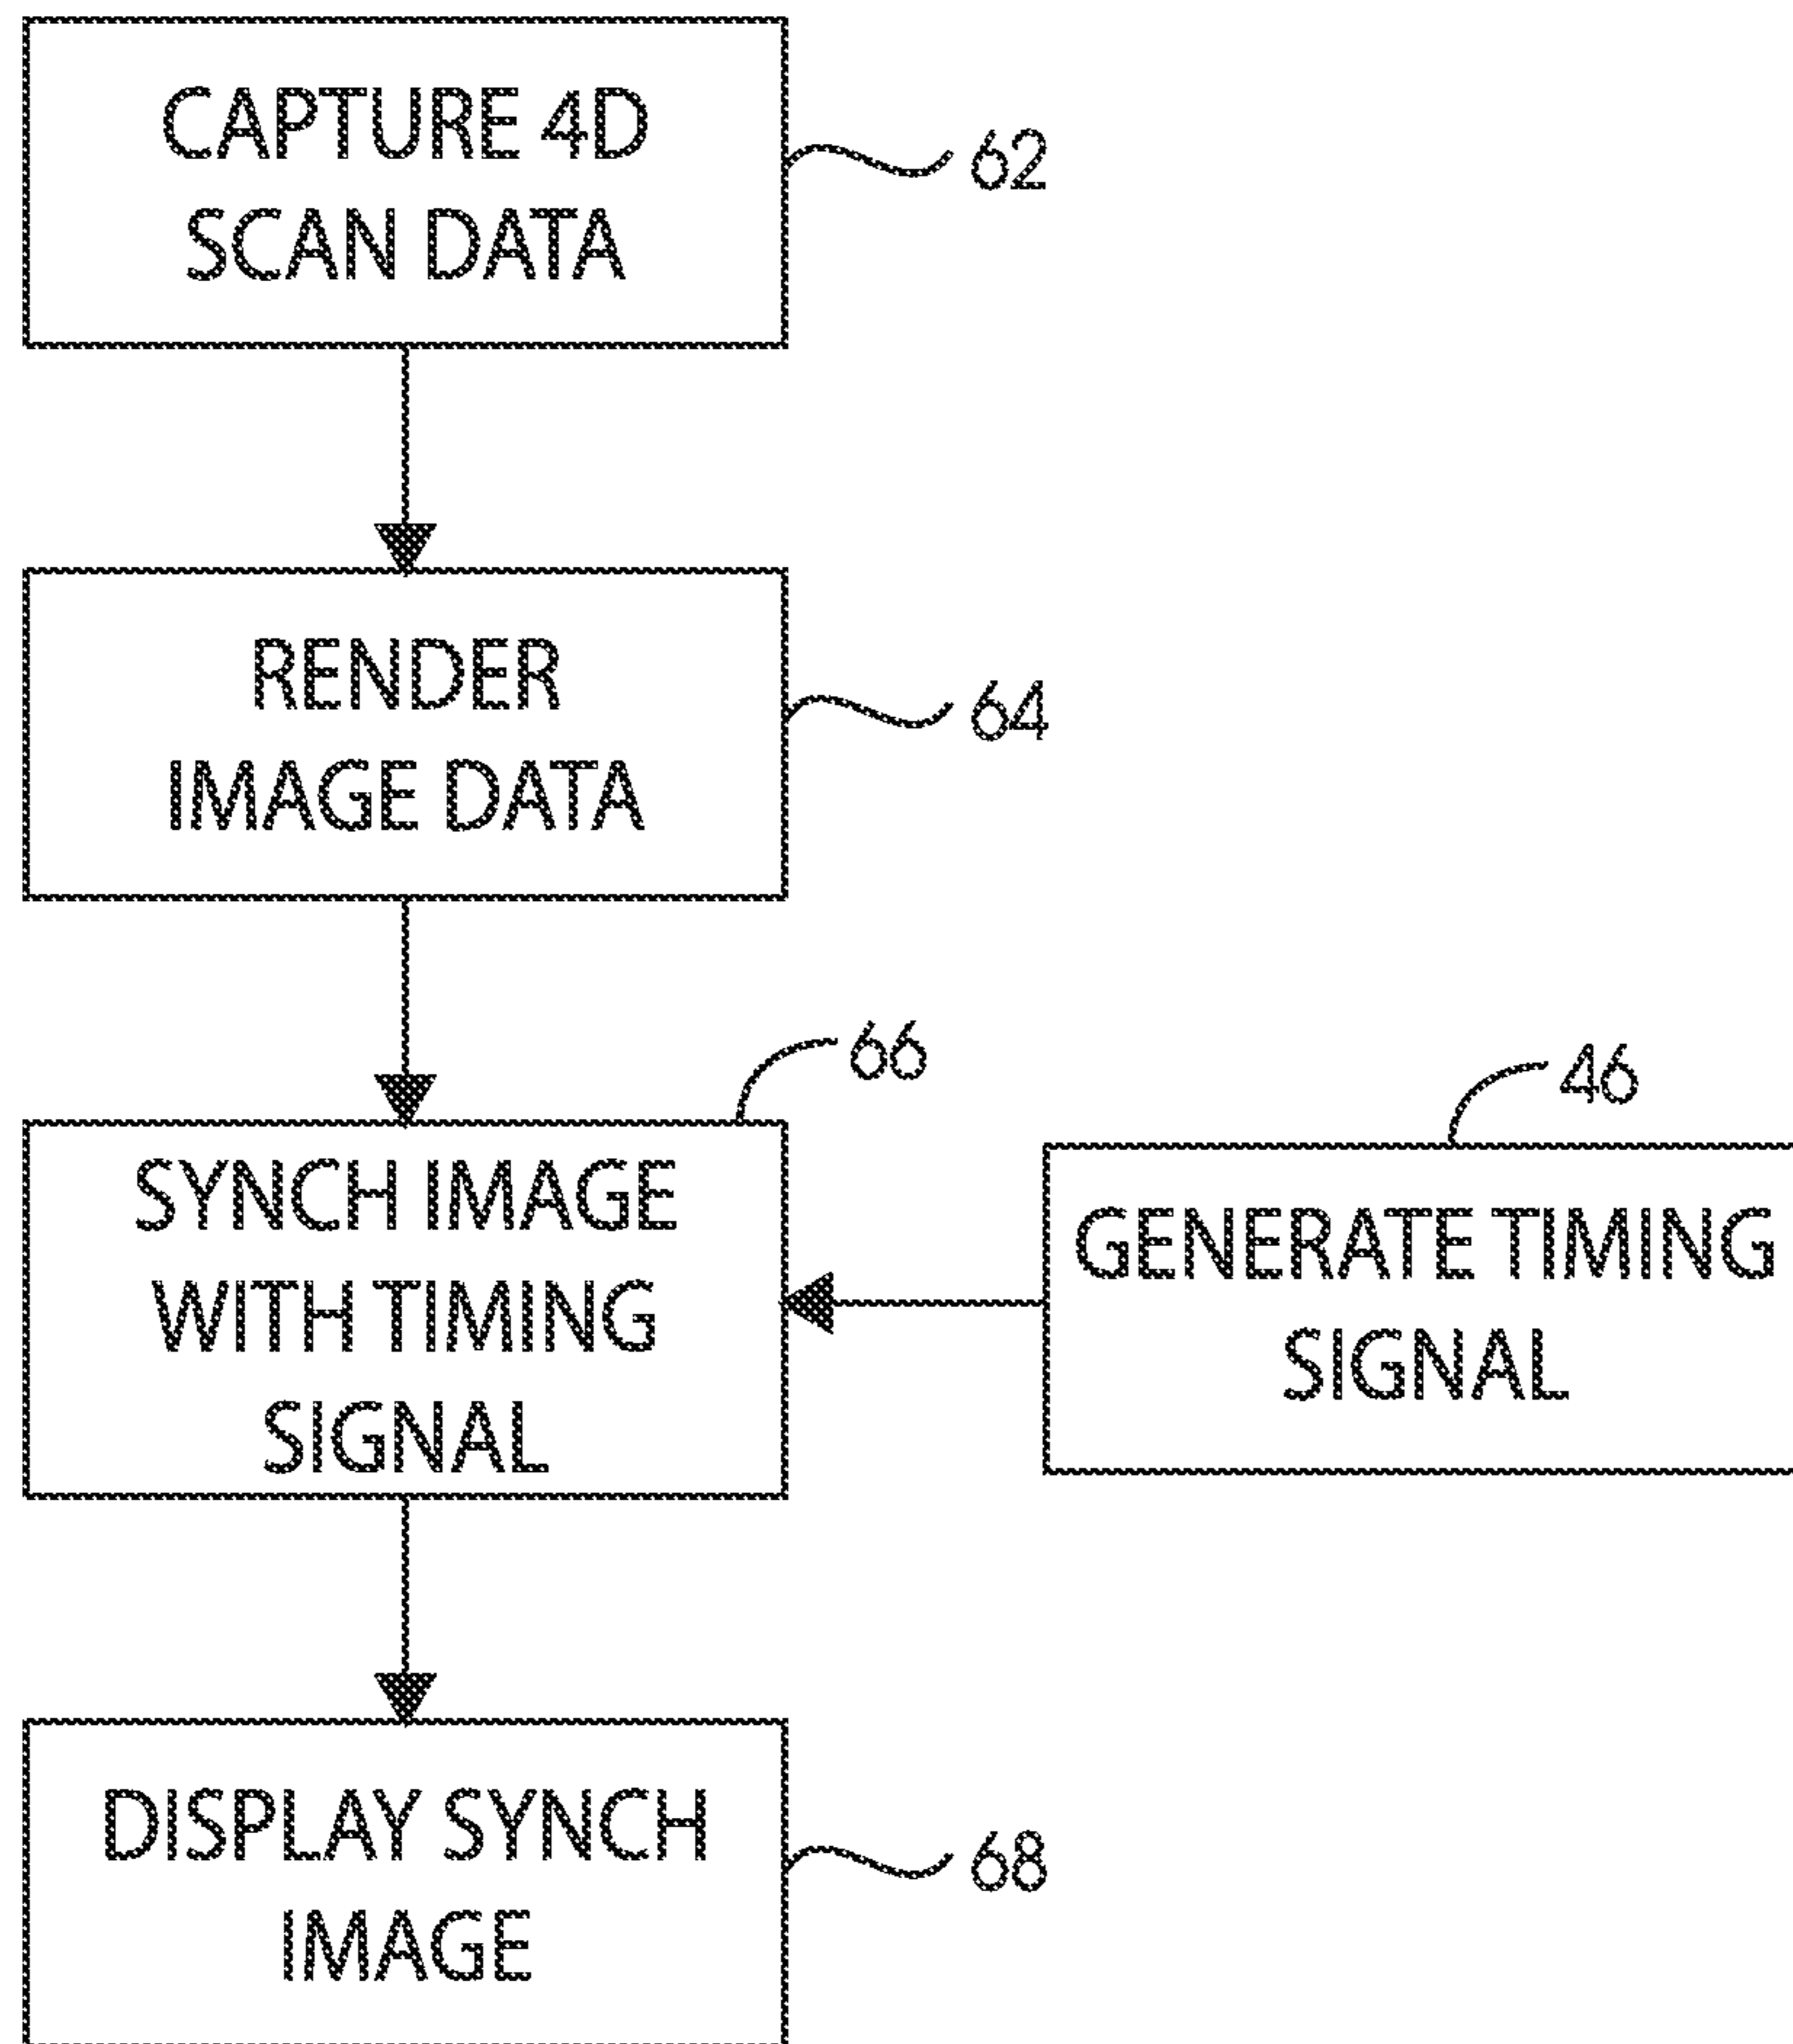 CAPTURE 4D
SCAN DATA
62
RENDER
IMAGE DATA
64
66
SYNCH IMAGE
WITH TIMING
SIGNAL
46
GENERATE TIMING
SIGNAL
DISPLAY SYNCH
IMAGE
68